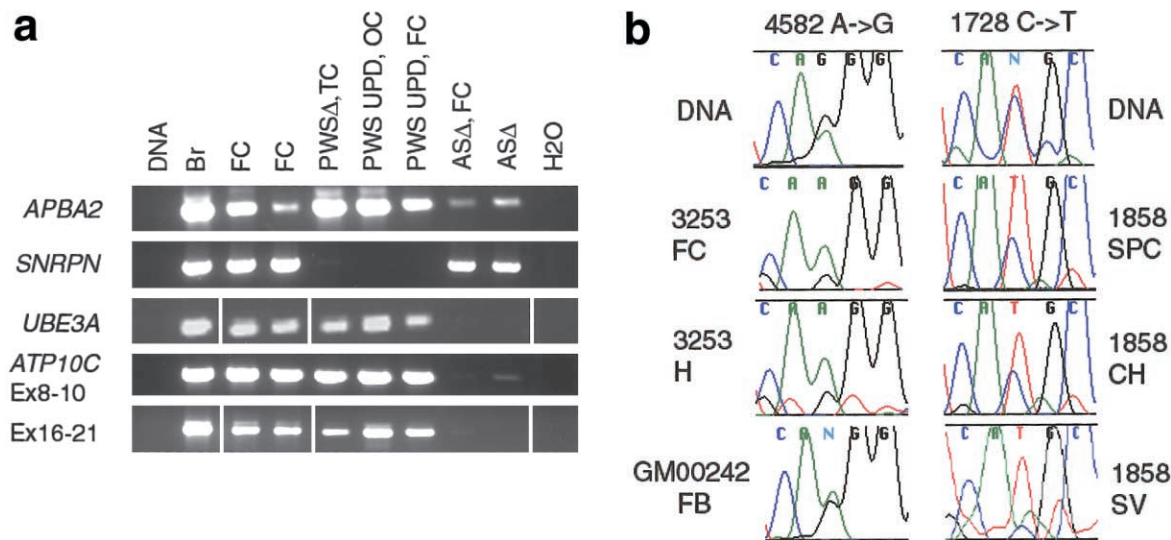 a
DNA
Br
FC
FC
PWSΔ, TC
PWS UPD, OC
PWS UPD, FC
ASΔ, FC
ASΔ
H2O
APBA2
SNRPN
UBE3A
ATP10C
Ex8-10
Ex16-21
b
4582 A->G
1728 C->T
DNA
C A G G G
C A N G C
DNA
3253
FC
C A A G G
C A T G C
1858
SPC
3253
H
C A A G G
C A T G C
1858
CH
GM00242
FB
C A N G G
C A T G C
1858
SV